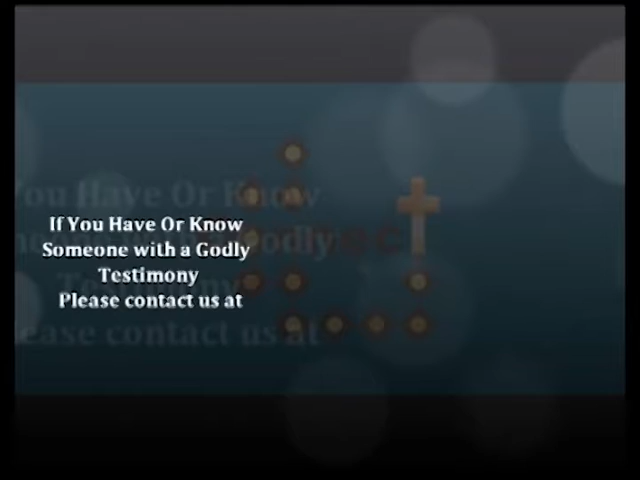 If You Have Or Know
Someone with a Godly
Testimony
Please contact us at